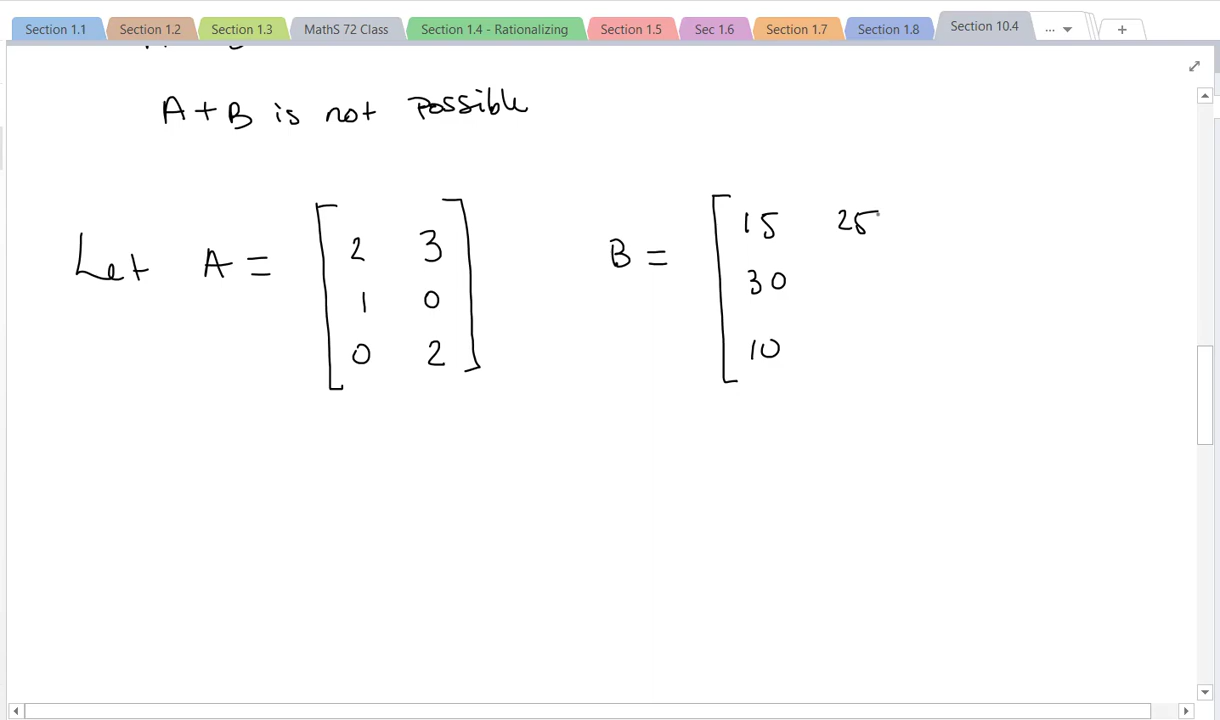 Section 1.1 Section 1.2 Section 1.3 MathS 72 Class Section 1.4 - Rationalizing Section 1.5 Sec 1.6 Section 1.7 Section 1.8 Section 10.4 ... +
A + B is not Possible
Let A = [ 2 3 ] B = [ 15 25
1 0 30
0 2 10